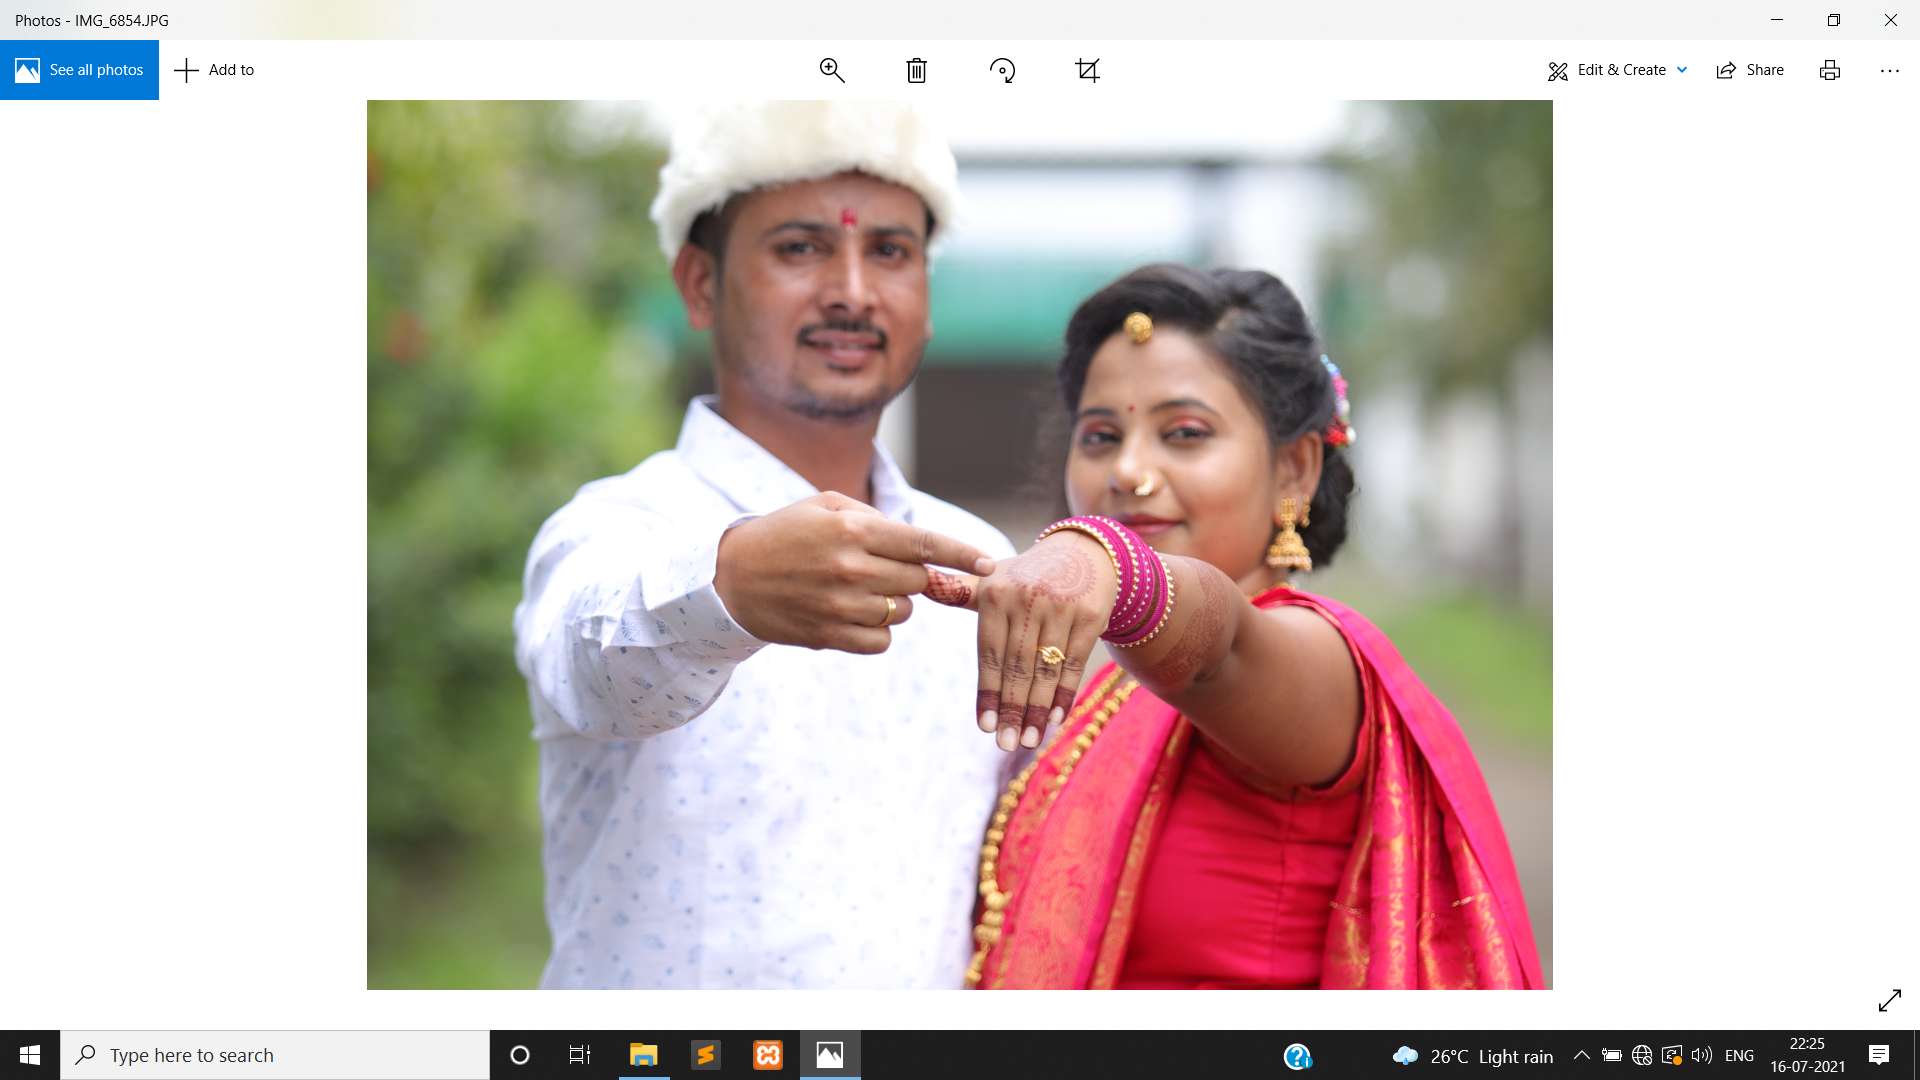 Photos - IMG_6854.JPG
See all photos
Add to
Edit & Create
Share
Type here to search
26°C Light rain
ENG
22:25
16-07-2021